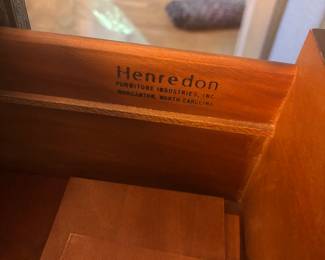 Henredon
FURNITURE INDUSTRIES, INC.
MORGANTON, NORTH CAROLINA